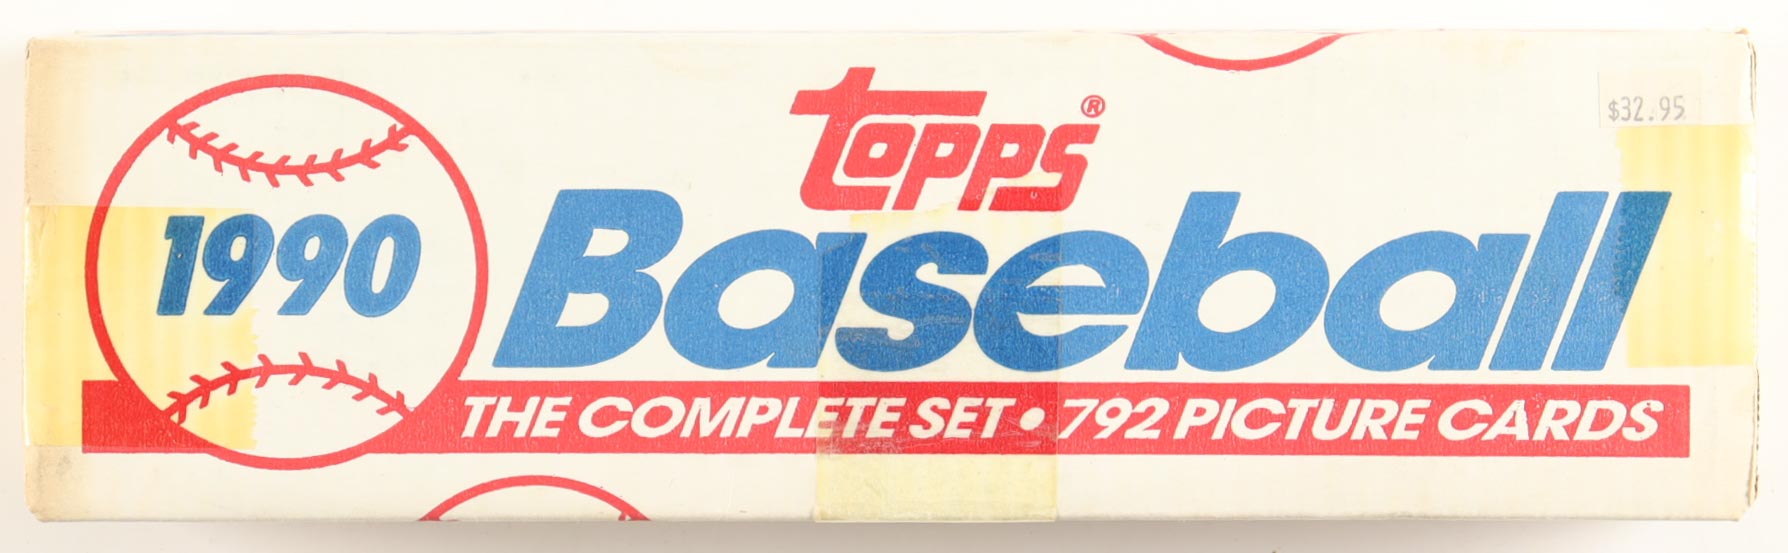 topps®
$32.95
1990
Baseball
THE COMPLETE SET • 792 PICTURE CARDS